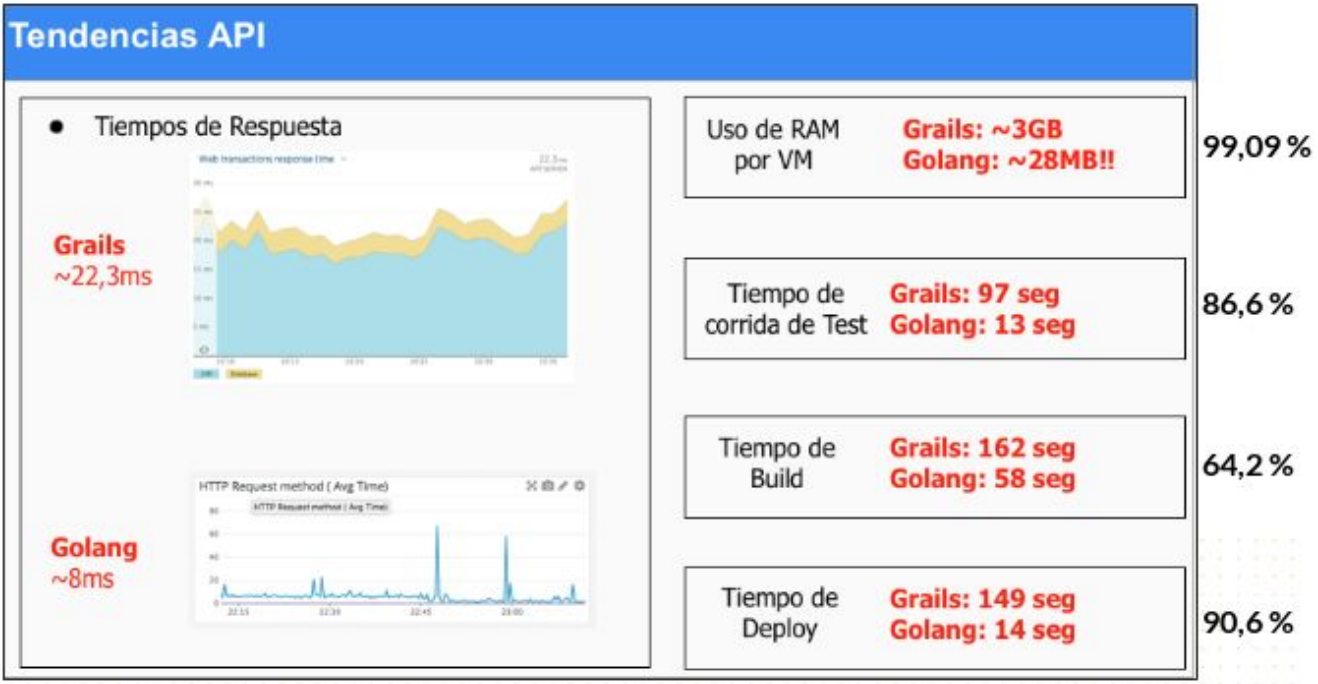 Tendencias API
● Tiempos de Respuesta
Web transactions response time
22,3 ms
APP SERVER
Grails
~22,3ms
Database
HTTP Request method ( Avg Time)
HTTP Request method ( Avg Time)
80
60
40
20
0
22:15 22:30 22:45 23:00
Golang
~8ms
Uso de RAM
por VM
Grails: ~3GB
Golang: ~28MB!!
99,09 %
Tiempo de
corrida de Test
Grails: 97 seg
Golang: 13 seg
86,6 %
Tiempo de
Build
Grails: 162 seg
Golang: 58 seg
64,2 %
Tiempo de
Deploy
Grails: 149 seg
Golang: 14 seg
90,6 %